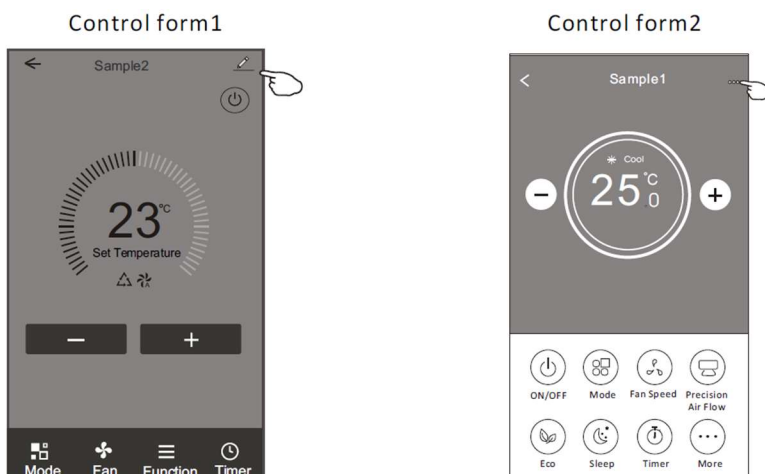 Control form1
Sample2
23°C
Set Temperature
A
Mode Fan Function Timer
Control form2
Sample1
Cool
25.0°C
ON/OFF Mode Fan Speed Precision
Air Flow
Eco Sleep Timer More